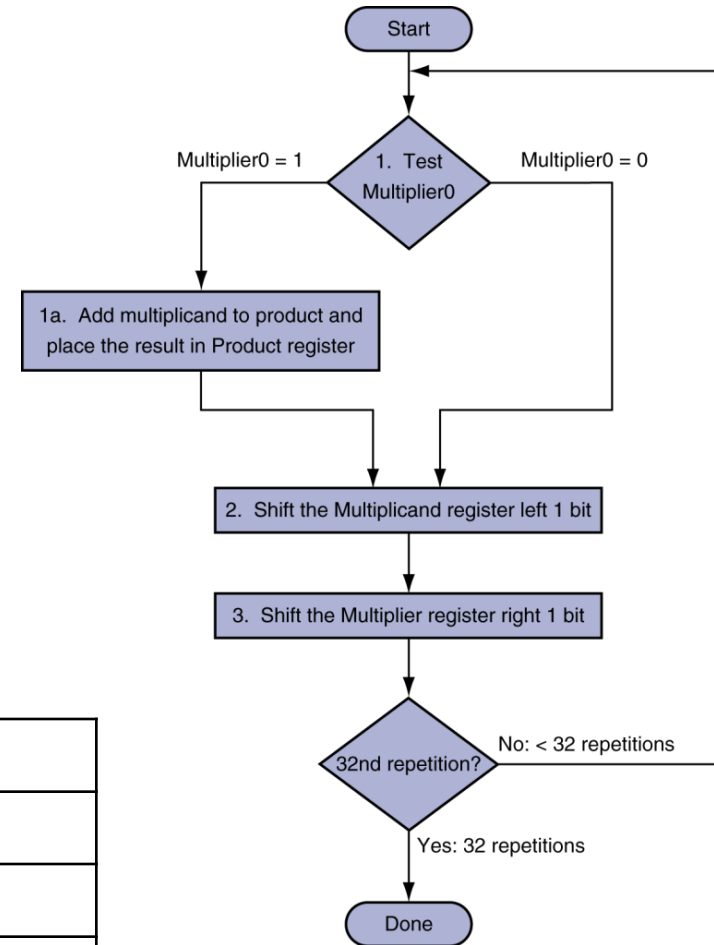 Start
Multiplier0 = 1
1. Test
Multiplier0
Multiplier0 = 0
1a. Add multiplicand to product and
place the result in Product register
2. Shift the Multiplicand register left 1 bit
3. Shift the Multiplier register right 1 bit
32nd repetition?
No: < 32 repetitions
Yes: 32 repetitions
Done